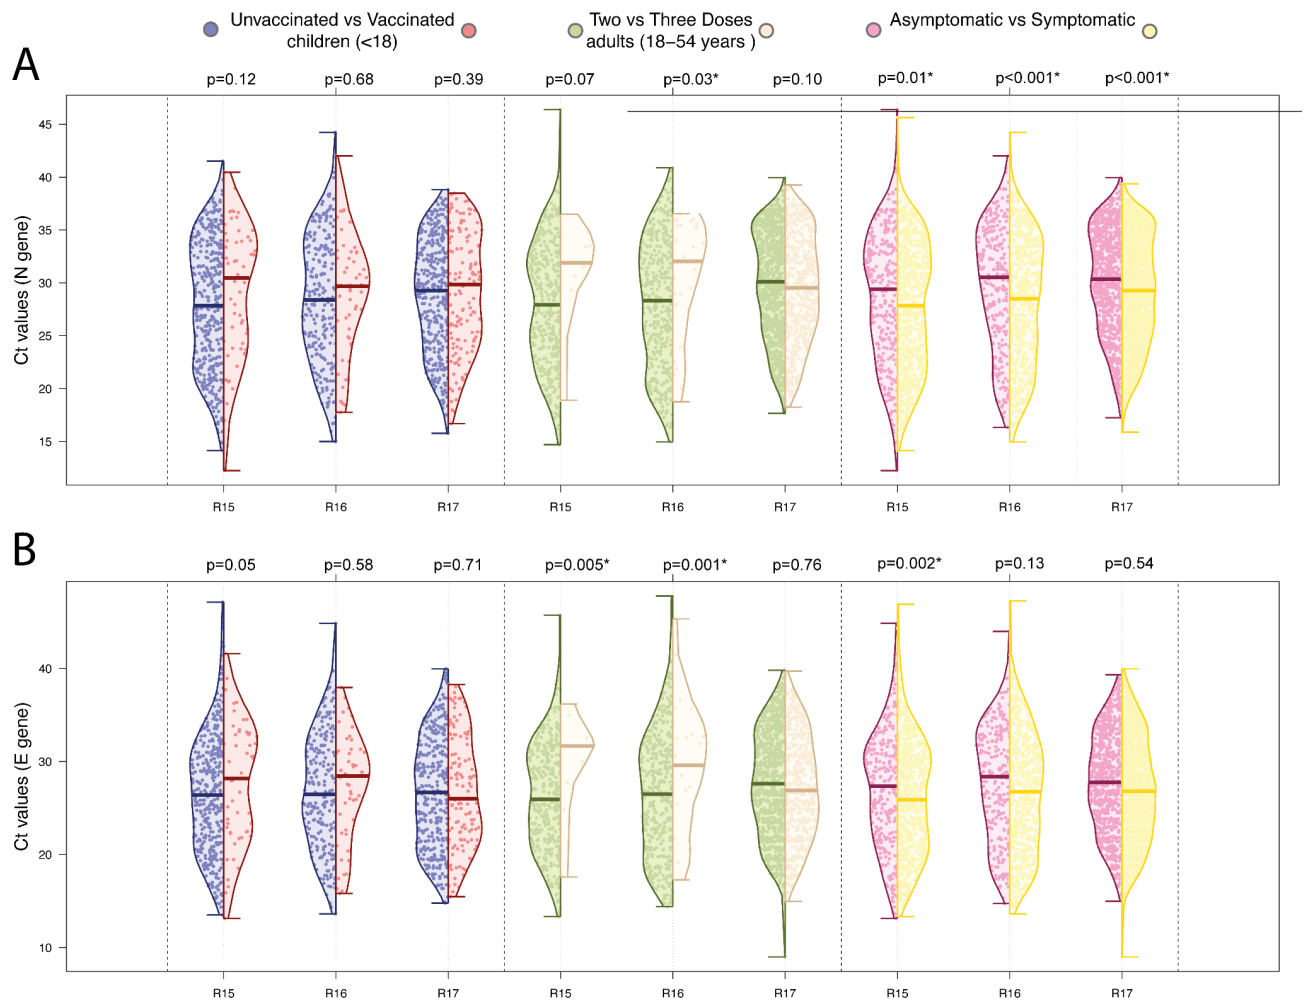 Unvaccinated vs Vaccinated
children (<18)
Two vs Three Doses
adults (18–54 years )
Asymptomatic vs Symptomatic
A
p=0.12 p=0.68 p=0.39 p=0.07 p=0.03* p=0.10 p=0.01* p<0.001* p<0.001*
Ct values (N gene)
45
40
35
30
25
20
15
R15 R16 R17 R15 R16 R17 R15 R16 R17
B
p=0.05 p=0.58 p=0.71 p=0.005* p=0.001* p=0.76 p=0.002* p=0.13 p=0.54
Ct values (E gene)
40
30
20
10
R15 R16 R17 R15 R16 R17 R15 R16 R17